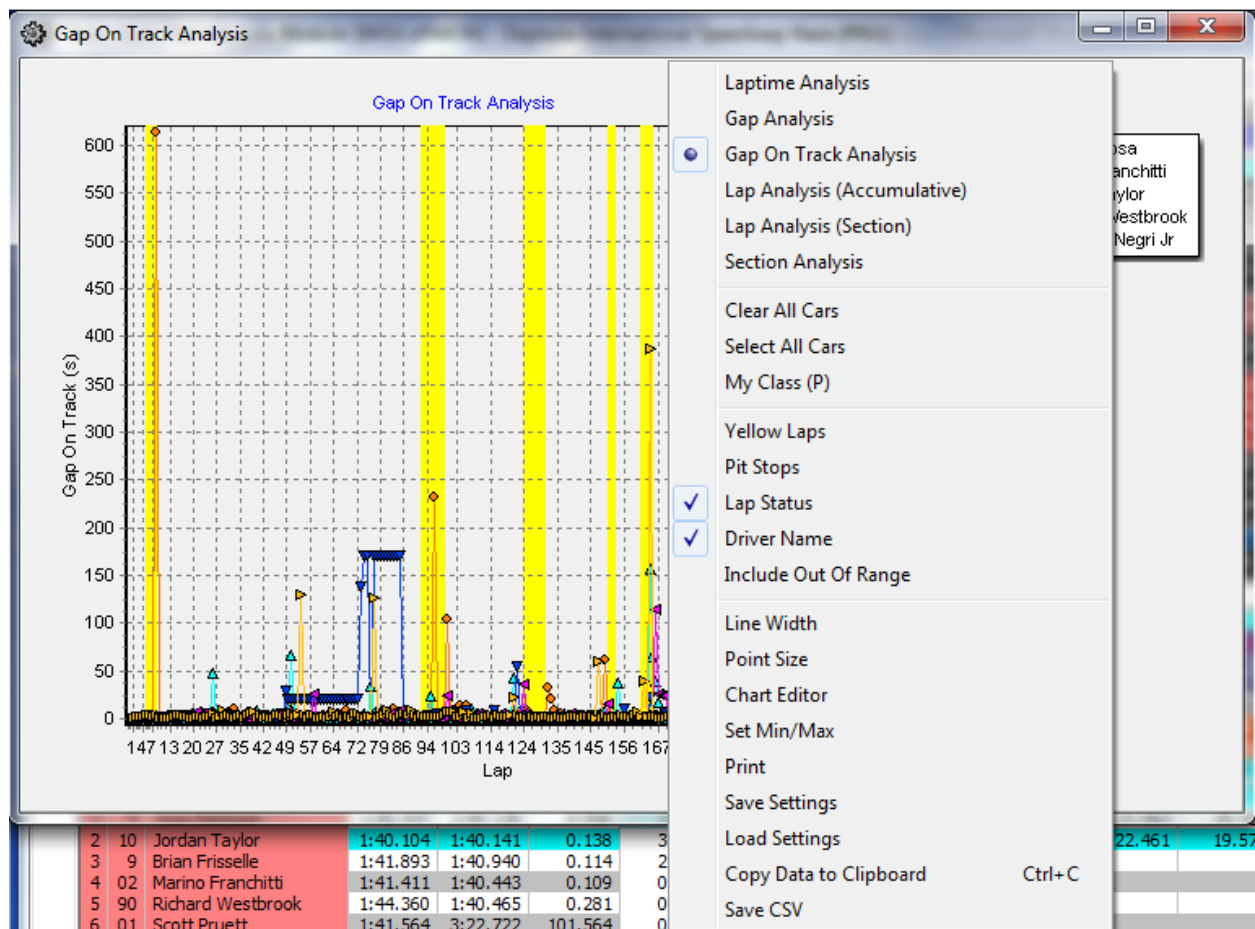 Gap On Track Analysis
Gap On Track Analysis
600
550
500
450
400
350
300
250
200
150
100
50
0
Gap On Track (s)
1 4 7 13 20 27 35 42 49 57 64 72 79 86 94 103 114 124 135 145 156 167
Lap
Laptime Analysis
Gap Analysis
Gap On Track Analysis
Lap Analysis (Accumulative)
Lap Analysis (Section)
Section Analysis
Clear All Cars
Select All Cars
My Class (P)
Yellow Laps
Pit Stops
Lap Status
Driver Name
Include Out Of Range
Line Width
Point Size
Chart Editor
Set Min/Max
Print
Save Settings
Load Settings
Copy Data to Clipboard Ctrl+C
Save CSV
osa
anchitti
aylor
Westbrook
Negri Jr
2 10 Jordan Taylor 1:40.104 1:40.141 0.138 3 22.461 19.57
3 9 Brian Frisselle 1:41.893 1:40.940 0.114 2
4 02 Marino Franchitti 1:41.411 1:40.443 0.109 0
5 90 Richard Westbrook 1:44.360 1:40.465 0.281 0
6 01 Scott Pruett 1:41.564 3:22.722 101.564 0